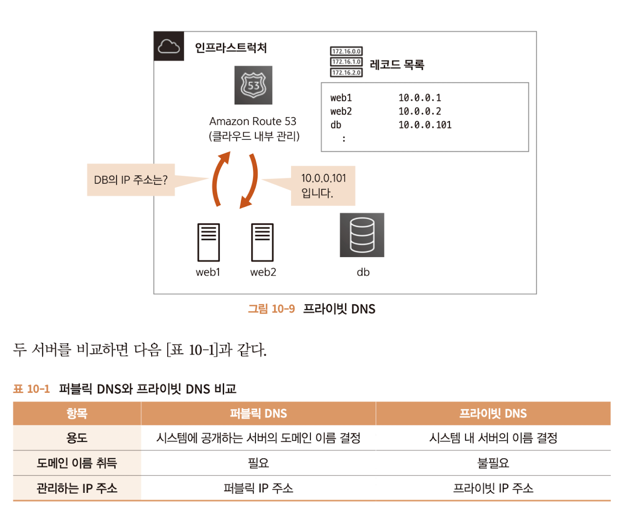 인프라스트럭처
172.16.0.0
172.16.1.0
172.16.2.0
레코드 목록
53
Amazon Route 53
(클라우드 내부 관리)
web1 10.0.0.1
web2 10.0.0.2
db 10.0.0.101
:
DB의 IP 주소는?
10.0.0.101
입니다.
web1
web2
db
그림 10-9 프라이빗 DNS
두 서버를 비교하면 다음 [표 10-1]과 같다.
표 10-1 퍼블릭 DNS와 프라이빗 DNS 비교
항목 퍼블릭 DNS 프라이빗 DNS
용도 시스템에 공개하는 서버의 도메인 이름 결정 시스템 내 서버의 이름 결정
도메인 이름 취득 필요 불필요
관리하는 IP 주소 퍼블릭 IP 주소 프라이빗 IP 주소